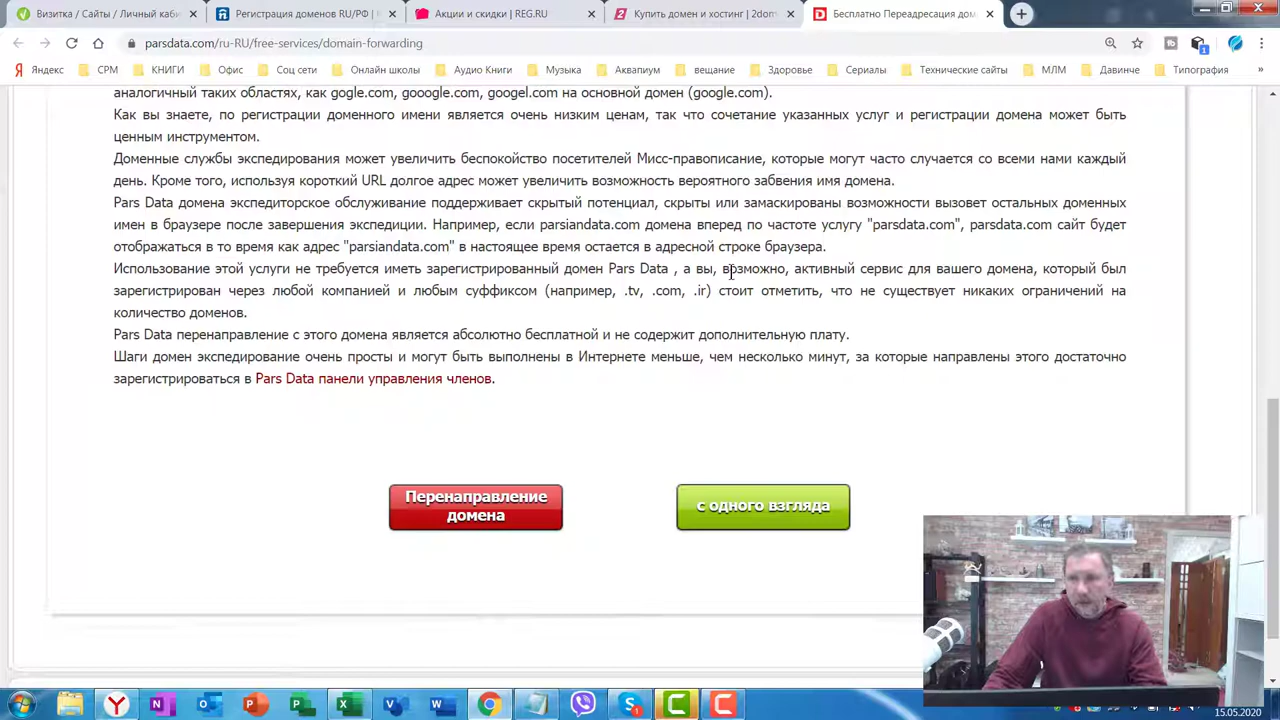 Визитка / Сайты / Личный каби
Регистрация доменов RU/РФ | К
Акции и скидки | REG.RU
Купить домен и хостинг | 2dom
Бесплатно Переадресация дом
parsdata.com/ru-RU/free-services/domain-forwarding
Яндекс СРМ КНИГИ Офис Соц сети Онлайн школы Аудио Книги Музыка Акваπиум вещание Здоровье Сериалы Технические сайты МЛМ Давинче Типография »
аналогичный таких областях, как gogle.com, gooogle.com, googel.com на основной домен (google.com).
Как вы знаете, по регистрации доменного имени является очень низким ценам, так что сочетание указанных услуг и регистрации домена может быть
ценным инструментом.
Доменные службы экспедирования может увеличить беспокойство посетителей Мисс-правописание, которые могут часто случается со всеми нами каждый
день. Кроме того, используя короткий URL долгое адрес может увеличить возможность вероятного забвения имя домена.
Pars Data домена экспедиторское обслуживание поддерживает скрытый потенциал, скрыты или замаскированы возможности вызовет остальных доменных
имен в браузере после завершения экспедиции. Например, если parsiandata.com домена вперед по частоте услугу "parsdata.com", parsdata.com сайт будет
отображаться в то время как адрес "parsiandata.com" в настоящее время остается в адресной строке браузера.
Использование этой услуги не требуется иметь зарегистрированный домен Pars Data , а вы, возможно, активный сервис для вашего домена, который был
зарегистрирован через любой компанией и любым суффиксом (например, .tv, .com, .ir) стоит отметить, что не существует никаких ограничений на
количество доменов.
Pars Data перенаправление с этого домена является абсолютно бесплатной и не содержит дополнительную плату.
Шаги домен экспедирование очень просты и могут быть выполнены в Интернете меньше, чем несколько минут, за которые направлены этого достаточно
зарегистрироваться в Pars Data панели управления членов.
Перенаправление
домена
с одного взгляда
15.05.2020